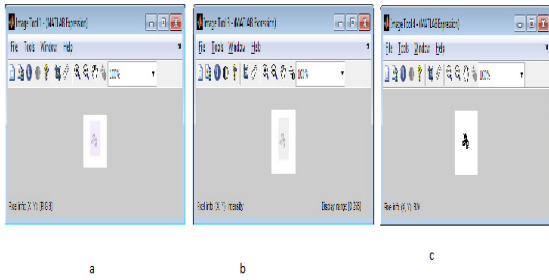 Image Tool 1 - (MATLAB Expression)
File Tools Window Help
100%
Pixel info: (X, Y) [R G B]
Image Tool 3 - (MATLAB Expression)
File Tools Window Help
100%
Pixel info: (X, Y) Intensity
Display range: [0 255]
Image Tool 4 - (MATLAB Expression)
File Tools Window Help
100%
Pixel info: (X, Y) BW
a
b
c